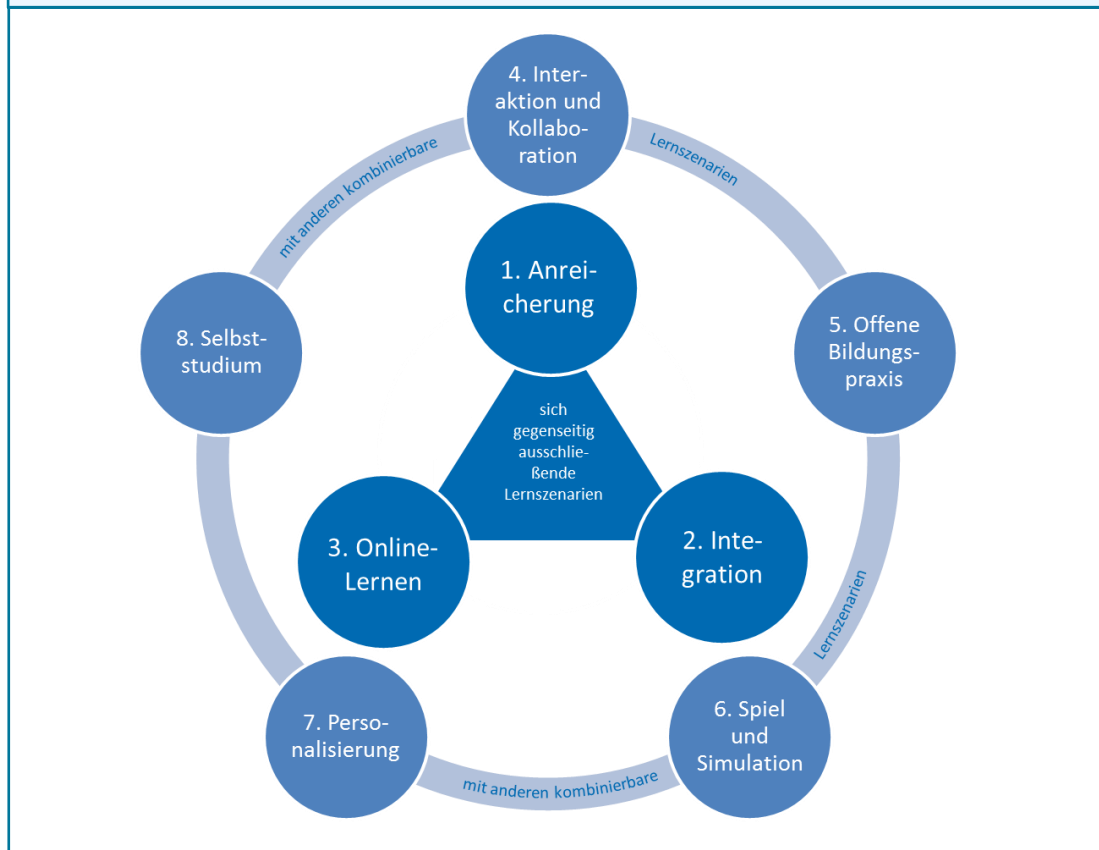 4. Inter-
aktion und
Kollabo-
ration
mit anderen kombinierbare
Lernszenarien
1. Anrei-
cherung
8. Selbst-
studium
5. Offene
Bildungs-
praxis
sich
gegenseitig
ausschlie-
ßende
Lernszenarien
3. Online-
Lernen
2. Inte-
gration
Lernszenarien
7. Perso-
nalisierung
6. Spiel
und
Simulation
mit anderen kombinierbare